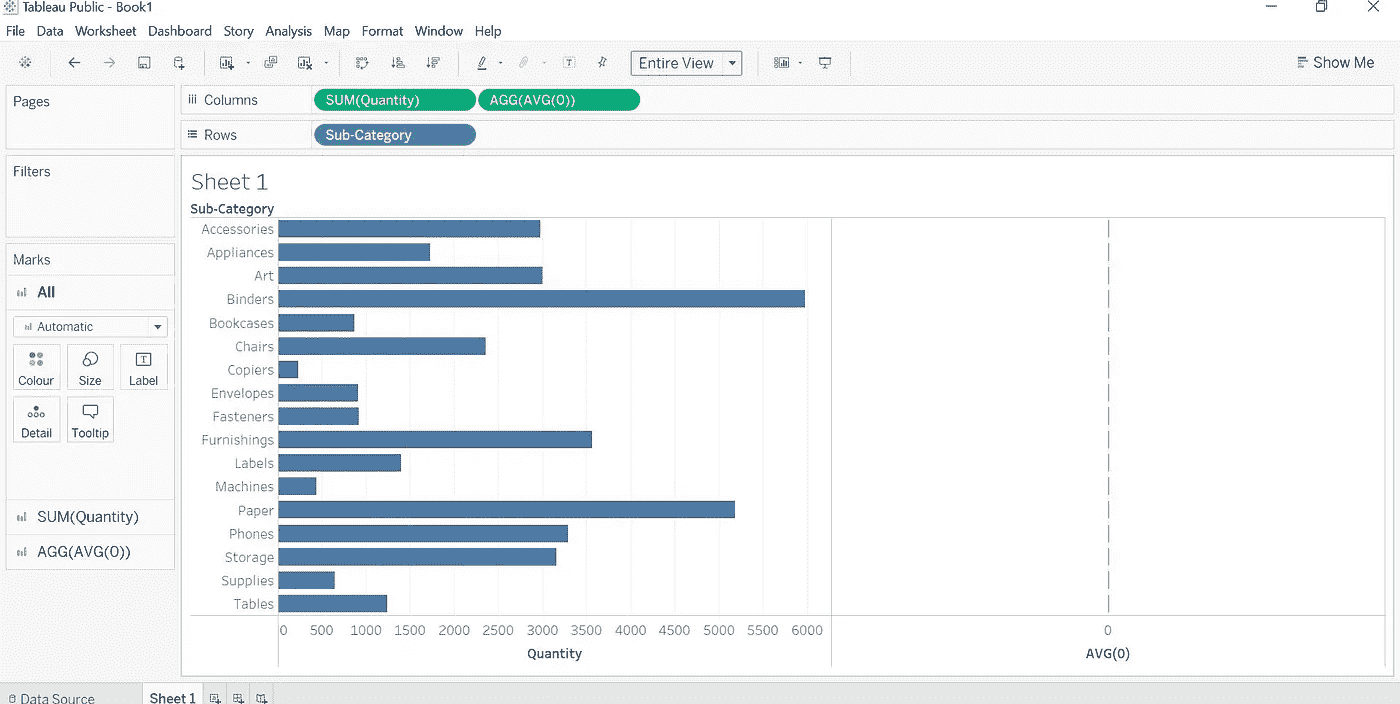 Tableau Public - Book1
File Data Worksheet Dashboard Story Analysis Map Format Window Help
Entire View
Show Me
Pages
Columns SUM(Quantity) AGG(AVG(0))
Rows Sub-Category
Filters
Marks
All
Automatic
Colour Size Label
Detail Tooltip
SUM(Quantity)
AGG(AVG(0))
Sheet 1
Sub-Category
Accessories
Appliances
Art
Binders
Bookcases
Chairs
Copiers
Envelopes
Fasteners
Furnishings
Labels
Machines
Paper
Phones
Storage
Supplies
Tables
0 500 1000 1500 2000 2500 3000 3500 4000 4500 5000 5500 6000
Quantity
0
AVG(0)
Data Source Sheet 1